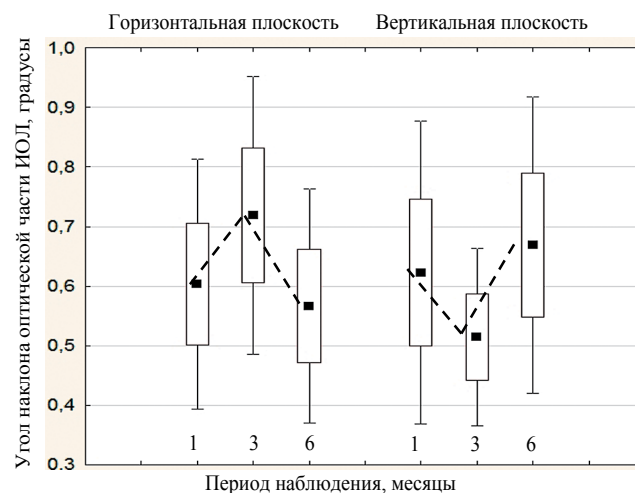 Горизонтальная плоскость Вертикальная плоскость
Угол наклона оптической части ИОЛ, градусы
1,0
0,9
0,8
0,7
0,6
0,5
0,4
0.3
1 3 6 1 3 6
Период наблюдения, месяцы